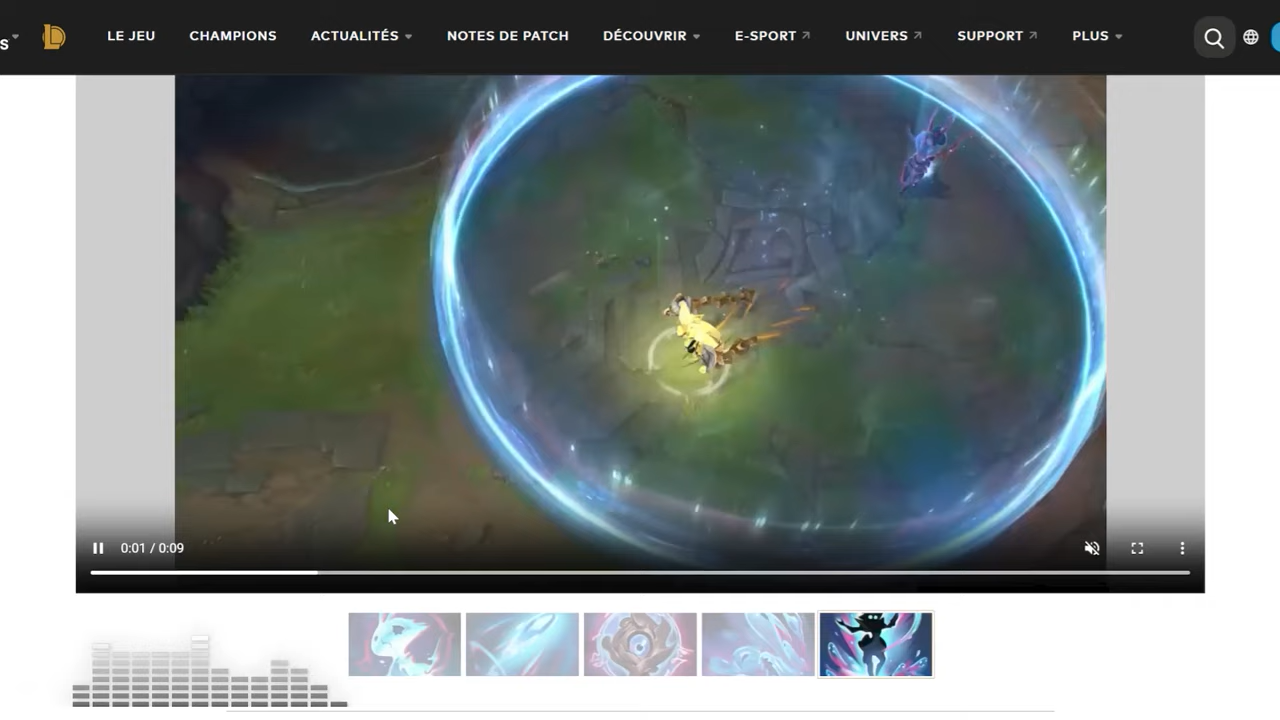 S
LE JEU
CHAMPIONS
ACTUALITÉS
NOTES DE PATCH
DÉCOUVRIR
E-SPORT
UNIVERS
SUPPORT
PLUS
0:01 / 0:09